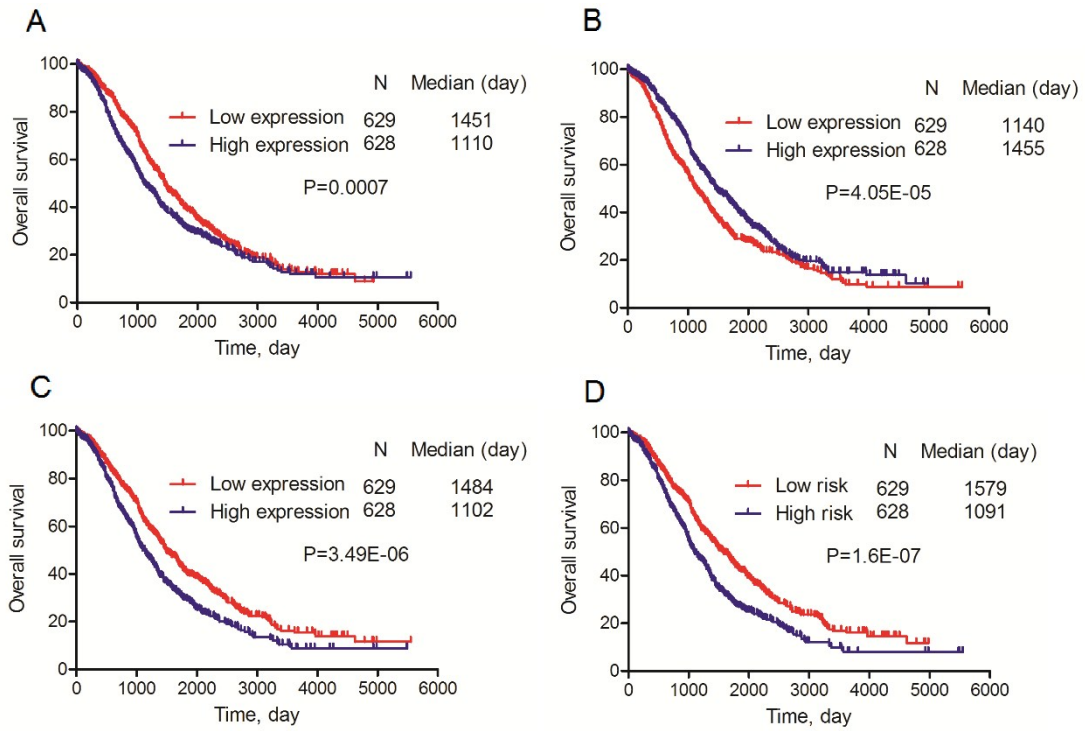 A
N Median (day)
Low expression 629 1451
High expression 628 1110
P=0.0007
Overall survival
100
80
60
40
20
0
0 1000 2000 3000 4000 5000 6000
Time, day
B
N Median (day)
Low expression 629 1140
High expression 628 1455
P=4.05E-05
Overall survival
100
80
60
40
20
0
0 1000 2000 3000 4000 5000 6000
Time, day
C
N Median (day)
Low expression 629 1484
High expression 628 1102
P=3.49E-06
Overall survival
100
80
60
40
20
0
0 1000 2000 3000 4000 5000 6000
Time, day
D
N Median (day)
Low risk 629 1579
High risk 628 1091
P=1.6E-07
Overall survival
100
80
60
40
20
0
0 1000 2000 3000 4000 5000 6000
Time, day